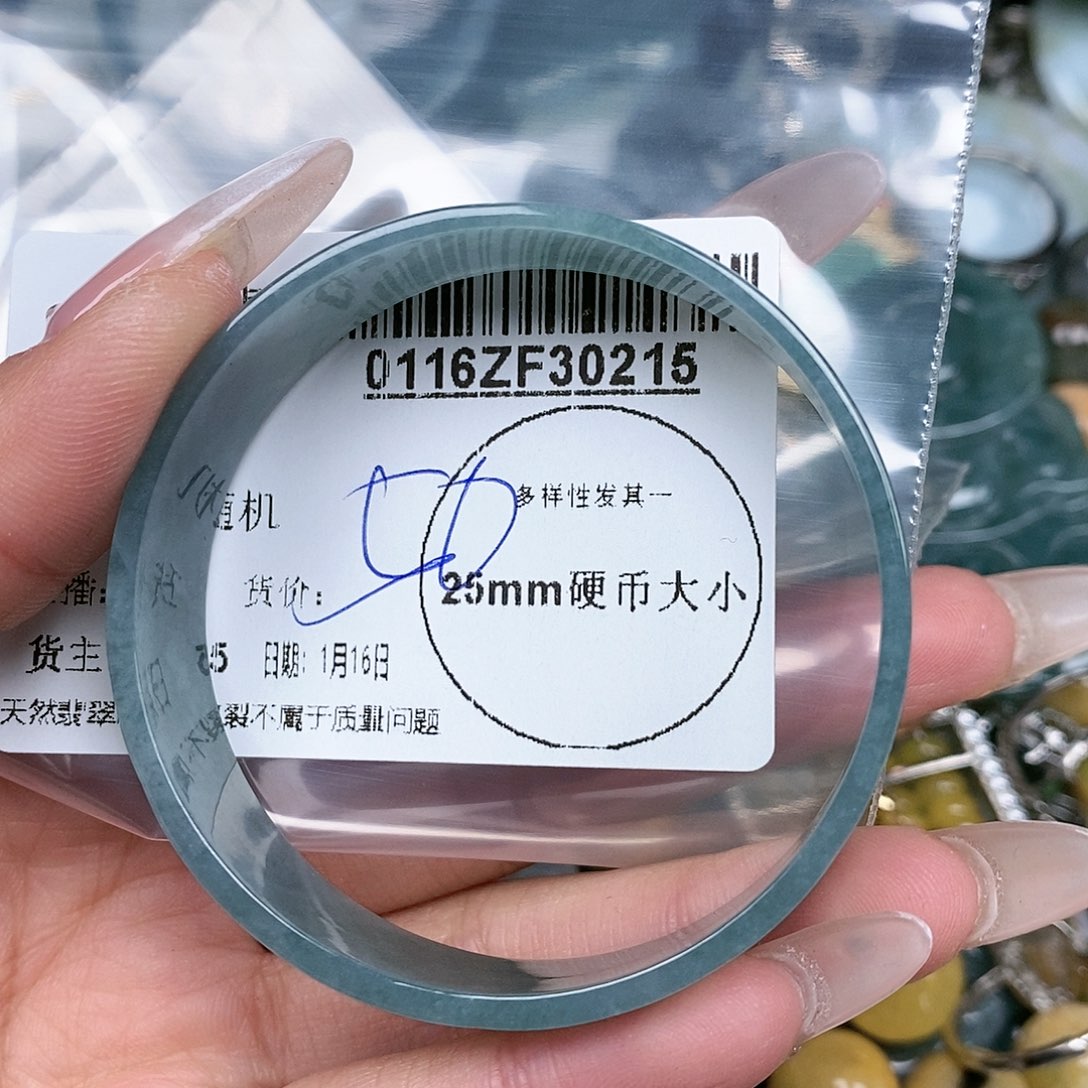 0116ZF30215
多样性发其一
机
播:
货价:
25mm硬币大小
货主
5
日期: 1月16日
天然翡翠
裂不属于质量问题